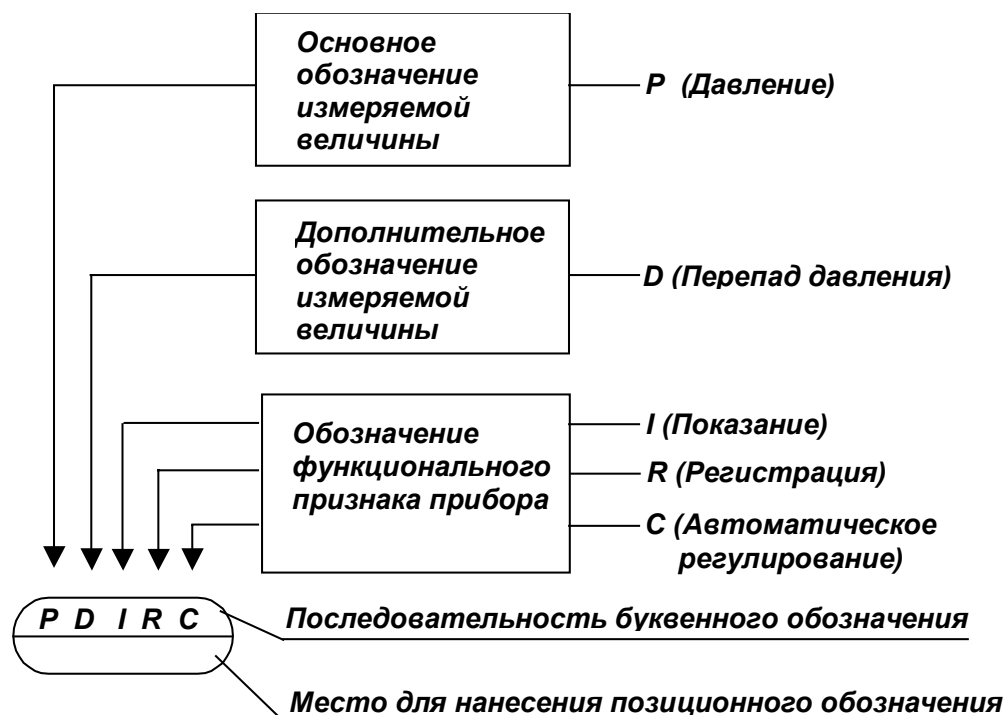 Основное
обозначение
измеряемой
величины
P (Давление)
Дополнительное
обозначение
измеряемой
величины
D (Перепад давления)
Обозначение
функционального
признака прибора
I (Показание)
R (Регистрация)
C (Автоматическое
регулирование)
P D I R C
Последовательность буквенного обозначения
Место для нанесения позиционного обозначения